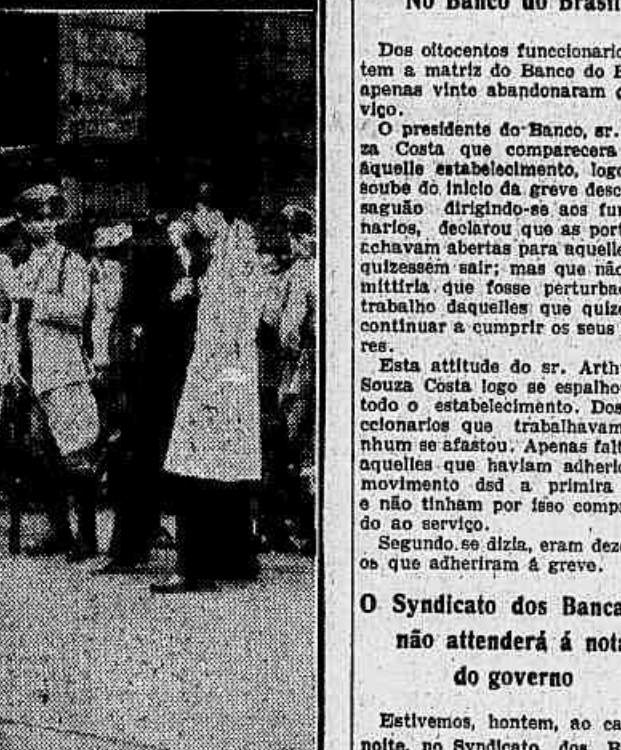 No Banco do Brasil
Dos oitocentos funccionario
tem a matriz do Banco do B
apenas vinte abandonaram o
viço.
O presidente do Banco, sr.
za Costa que comparecera
áquelle estabelecimento, logo
soube do inicio da greve desc
saguão dirigindo-se aos fun
narios, declarou que as port
achavam abertas para aquelle
quizessem sair; mas que não
mittiria que fosse perturba
trabalho daquelles que quize
continuar a cumprir os seus
res.
Esta attitude do sr. Arth
Souza Costa logo se espalho
todo o estabelecimento. Dos
ccionarios que trabalhavam
nhum se afastou. Apenas falt
aquelles que haviam adherid
movimento dsd a primira
e não tinham por isso compa
do ao serviço.
Segundo se dizia, eram deze
os que adheriram á greve.
O Syndicato dos Banca
não attenderá á nota
do governo
Estivemos, hontem, ao ca
noite, no Syndicato dos B